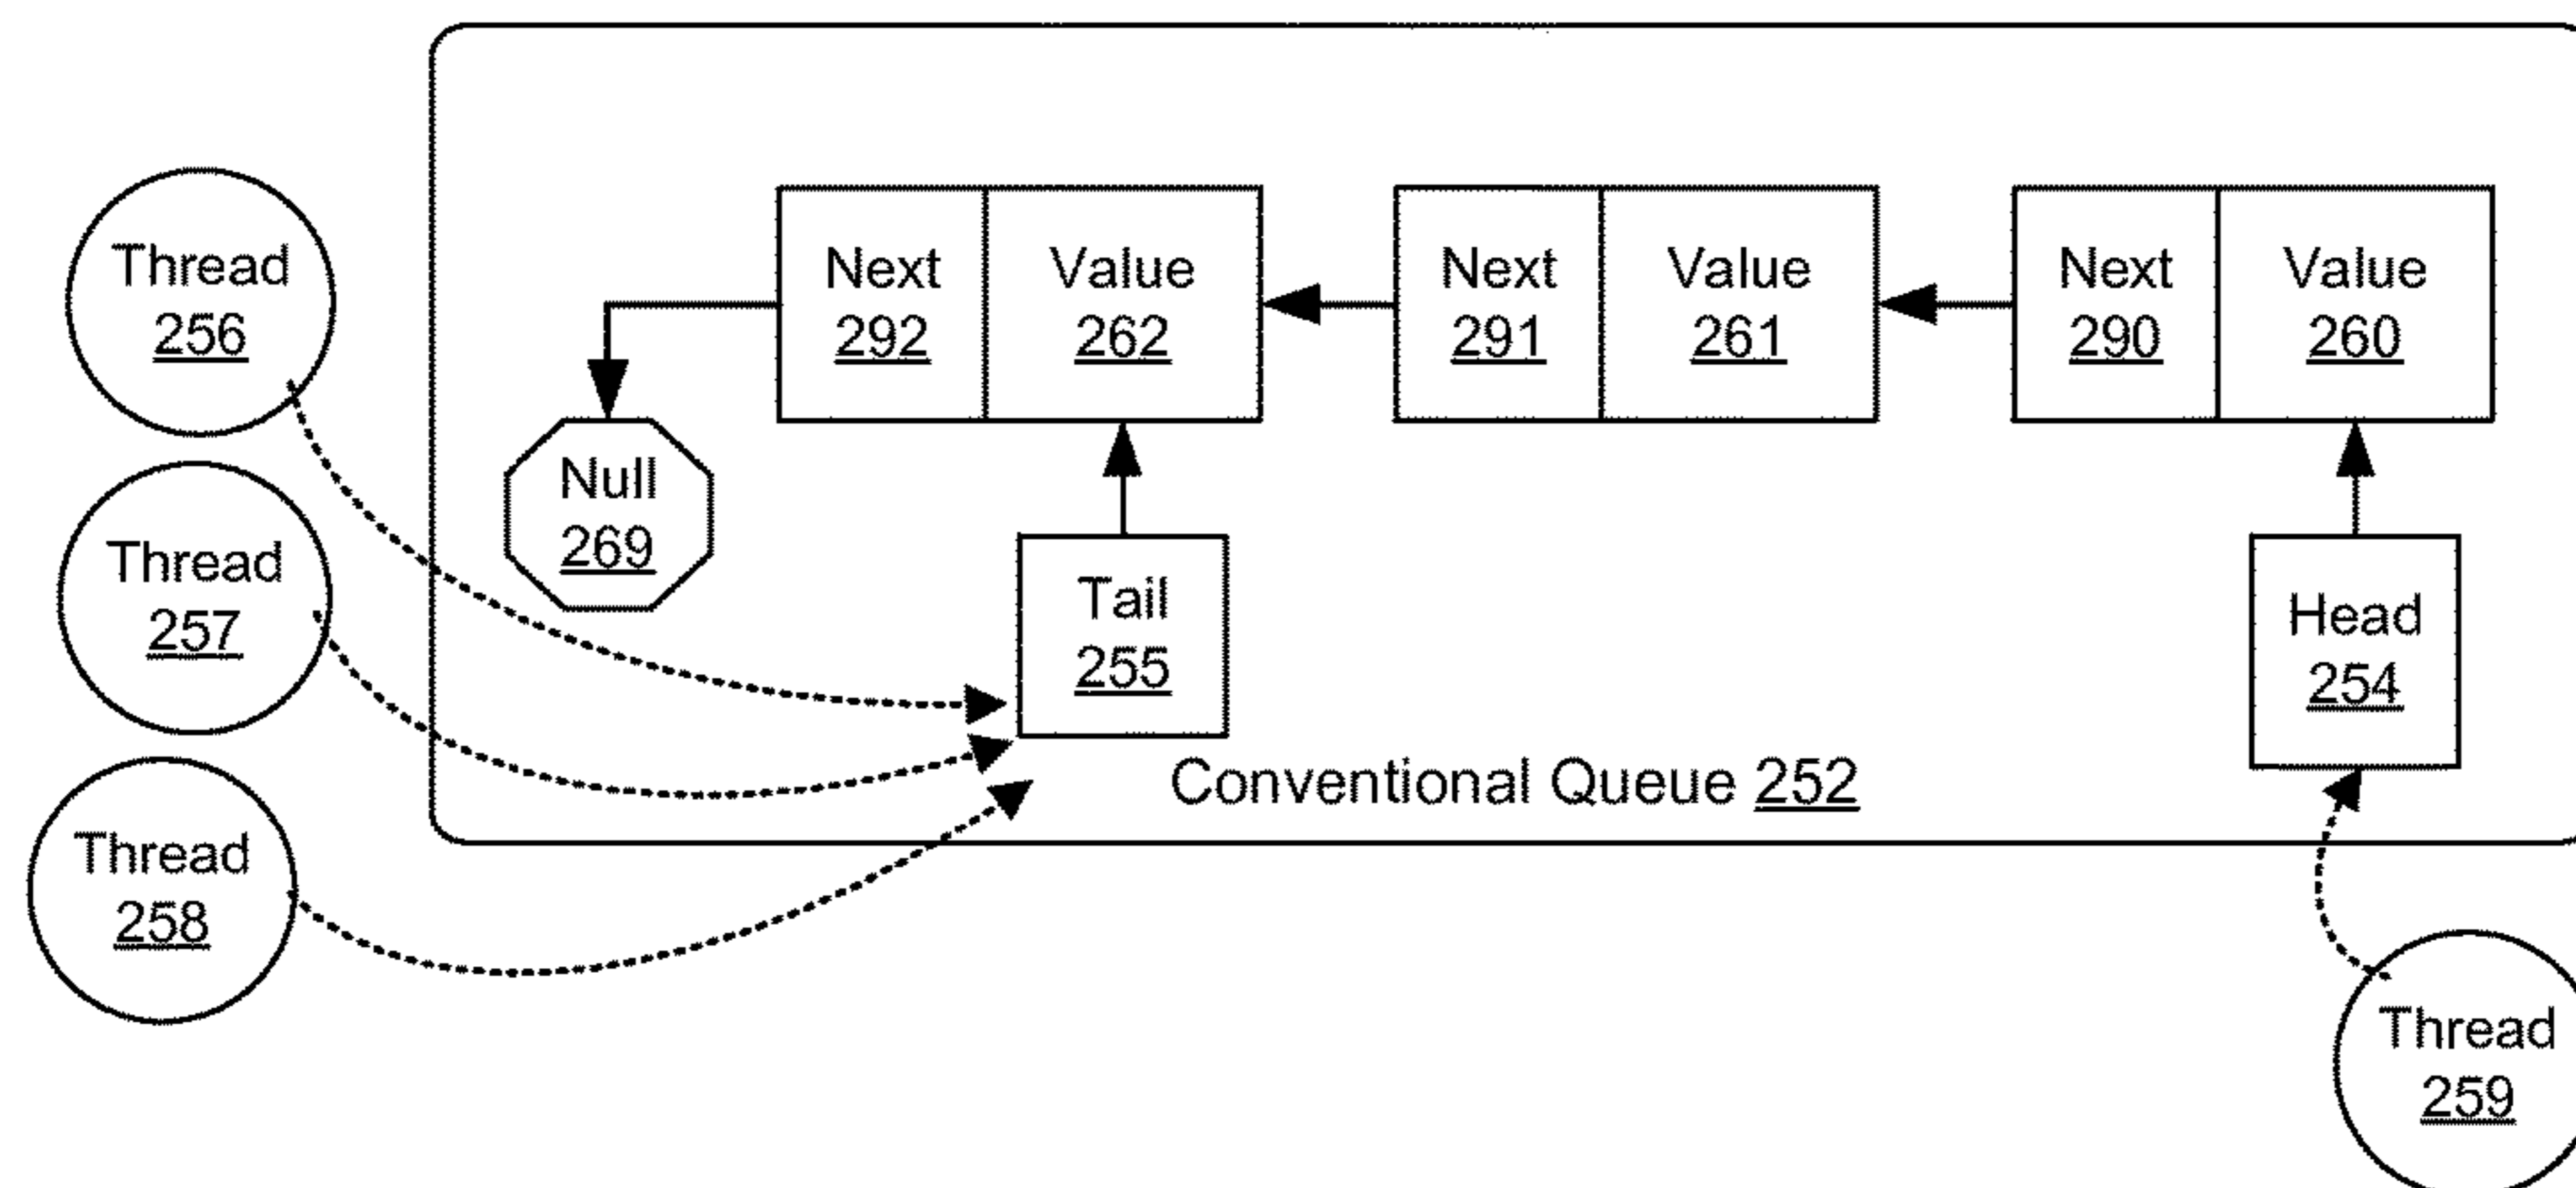 Thread
256
Thread
257
Thread
258
Next
292
Value
262
Next
291
Value
261
Next
290
Value
260
Null
269
Tail
255
Head
254
Conventional Queue 252
Thread
259